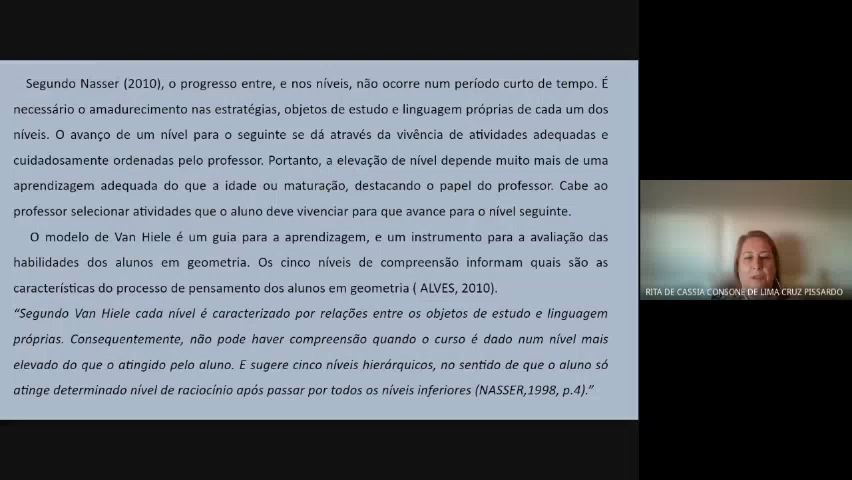 Segundo Nasser (2010), o progresso entre, e nos níveis, não ocorre num período curto de tempo. É
necessário o amadurecimento nas estratégias, objetos de estudo e linguagem próprias de cada um dos
níveis. O avanço de um nível para o seguinte se dá através da vivência de atividades adequadas e
cuidadosamente ordenadas pelo professor. Portanto, a elevação de nível depende muito mais de uma
aprendizagem adequada do que a idade ou maturação, destacando o papel do professor. Cabe ao
professor selecionar atividades que o aluno deve vivenciar para que avance para o nível seguinte.
O modelo de Van Hiele é um guia para a aprendizagem, e um instrumento para a avaliação das
habilidades dos alunos em geometria. Os cinco níveis de compreensão informam quais são as
características do processo de pensamento dos alunos em geometria ( ALVES, 2010).
“Segundo Van Hiele cada nível é caracterizado por relações entre os objetos de estudo e linguagem
próprias. Consequentemente, não pode haver compreensão quando o curso é dado num nível mais
elevado do que o atingido pelo aluno. E sugere cinco níveis hierárquicos, no sentido de que o aluno só
atinge determinado nível de raciocínio após passar por todos os níveis inferiores (NASSER,1998, p.4).”
RITA DE CASSIA CONSONE DE LIMA CRUZ PISSARDO